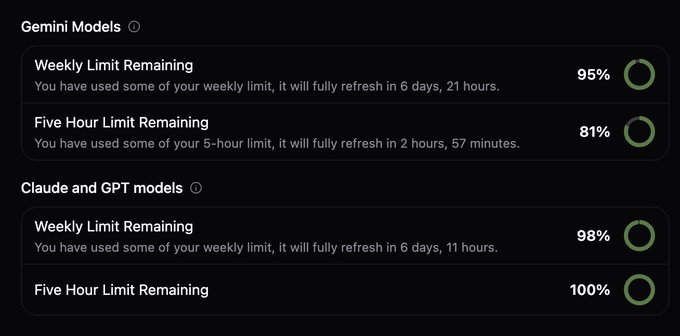 Gemini Models
Weekly Limit Remaining
You have used some of your weekly limit, it will fully refresh in 6 days, 21 hours.
95%
Five Hour Limit Remaining
You have used some of your 5-hour limit, it will fully refresh in 2 hours, 57 minutes.
81%
Claude and GPT models
Weekly Limit Remaining
You have used some of your weekly limit, it will fully refresh in 6 days, 11 hours.
98%
Five Hour Limit Remaining
100%